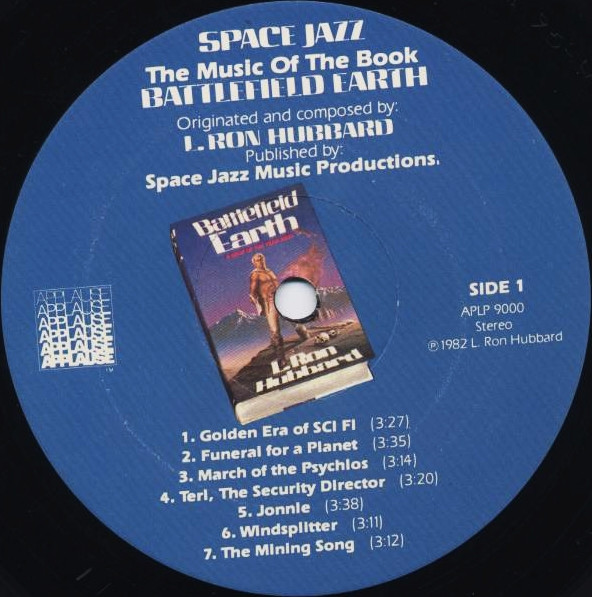 SPACE JAZZ
The Music Of The Book
BATTLEFIELD EARTH
Originated and composed by:
L. RON HUBBARD
Published by:
Space Jazz Music Productions.
Battlefield
Earth
L. Ron
Hubbard
SIDE 1
APLP 9000
Stereo
℗1982 L. Ron Hubbard
APPLAUSE
APPLAUSE
APPLAUSE
APPLAUSE
APPLAUSE
APPLAUSE
TM
1. Golden Era of SCI FI (3:27)
2. Funeral for a Planet (3:35)
3. March of the Psychlos (3:14)
4. Terl, The Security Director (3:20)
5. Jonnie (3:38)
6. Windsplitter (3:11)
7. The Mining Song (3:12)